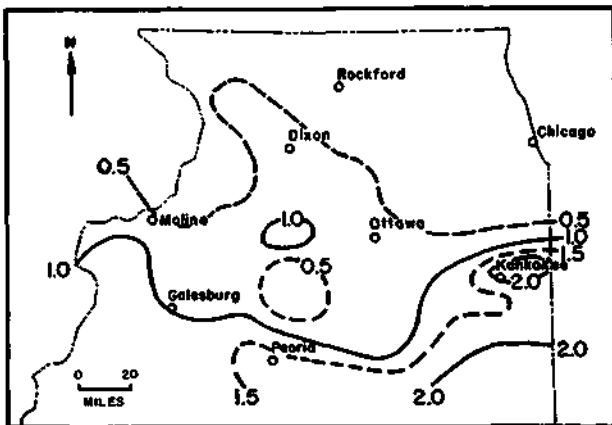 N
Rockford
Dixon
Chicago
0.5
Moline
1.0
Ottawa
0.5
1.0
1.5
1.0
0.5
Kankakee
2.0
Galesburg
Peoria
2.0
0 20
MILES
1.5
2.0